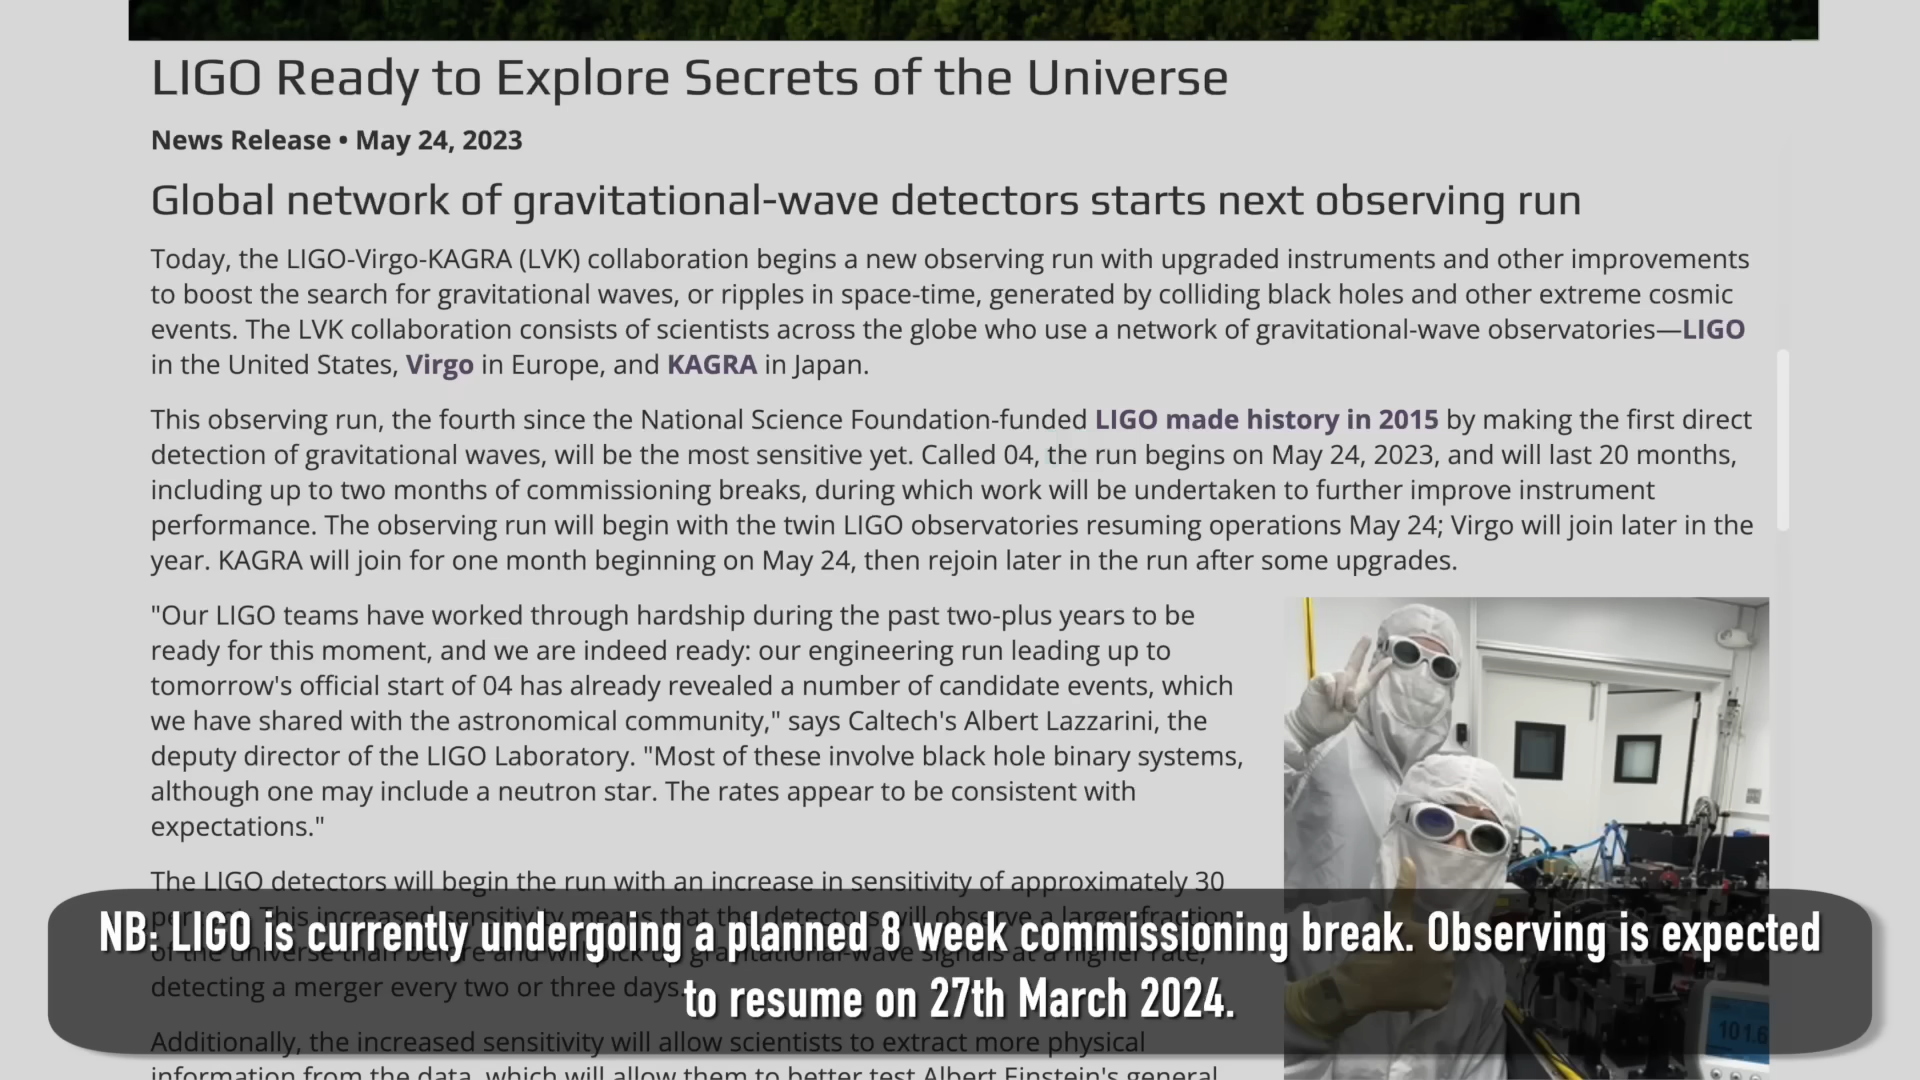 LIGO Ready to Explore Secrets of the Universe
News Release • May 24, 2023
Global network of gravitational-wave detectors starts next observing run
Today, the LIGO-Virgo-KAGRA (LVK) collaboration begins a new observing run with upgraded instruments and other improvements
to boost the search for gravitational waves, or ripples in space-time, generated by colliding black holes and other extreme cosmic
events. The LVK collaboration consists of scientists across the globe who use a network of gravitational-wave observatories—LIGO
in the United States, Virgo in Europe, and KAGRA in Japan.
This observing run, the fourth since the National Science Foundation-funded LIGO made history in 2015 by making the first direct
detection of gravitational waves, will be the most sensitive yet. Called 04, the run begins on May 24, 2023, and will last 20 months,
including up to two months of commissioning breaks, during which work will be undertaken to further improve instrument
performance. The observing run will begin with the twin LIGO observatories resuming operations May 24; Virgo will join later in the
year. KAGRA will join for one month beginning on May 24, then rejoin later in the run after some upgrades.
"Our LIGO teams have worked through hardship during the past two-plus years to be
ready for this moment, and we are indeed ready: our engineering run leading up to
tomorrow's official start of 04 has already revealed a number of candidate events, which
we have shared with the astronomical community," says Caltech's Albert Lazzarini, the
deputy director of the LIGO Laboratory. "Most of these involve black hole binary systems,
although one may include a neutron star. The rates appear to be consistent with
expectations."
The LIGO detectors will begin the run with an increase in sensitivity of approximately 30
This increased sensitivity means that the detectors will observe a larger fraction
of the universe than before and will pick up gravitational-wave signals at a higher rate,
detecting a merger every two or three days.
NB: LIGO is currently undergoing a planned 8 week commissioning break. Observing is expected
to resume on 27th March 2024.
Additionally, the increased sensitivity will allow scientists to extract more physical
information from the data, which will allow them to better test Albert Einstein's general
101.6